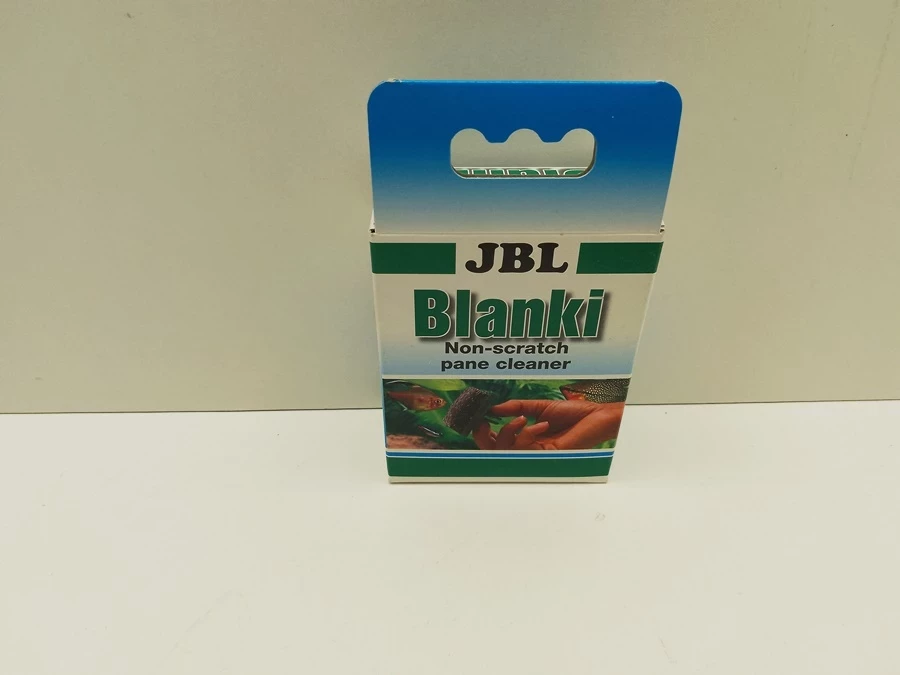 JBL
Blanki
Non-scratch
pane cleaner